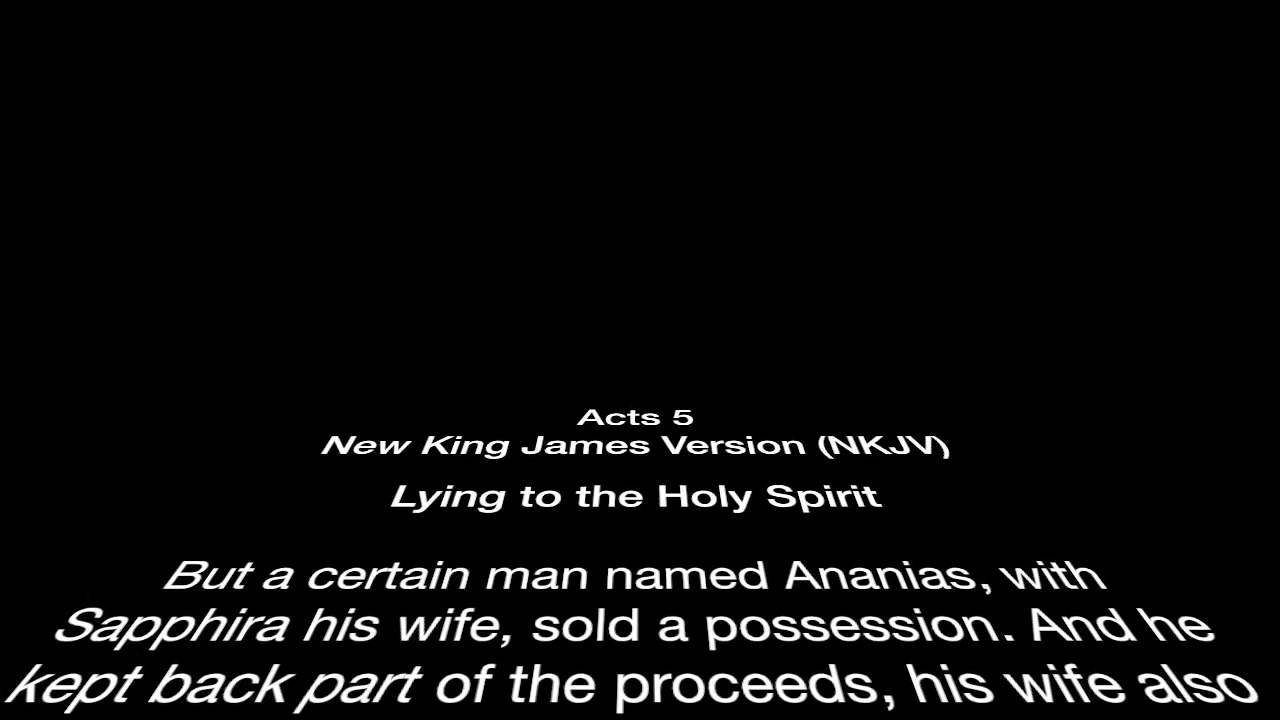 Acts 5
New King James Version (NKJV)
Lying to the Holy Spirit
But a certain man named Ananias, with
Sapphira his wife, sold a possession. And he
kept back part of the proceeds, his wife also